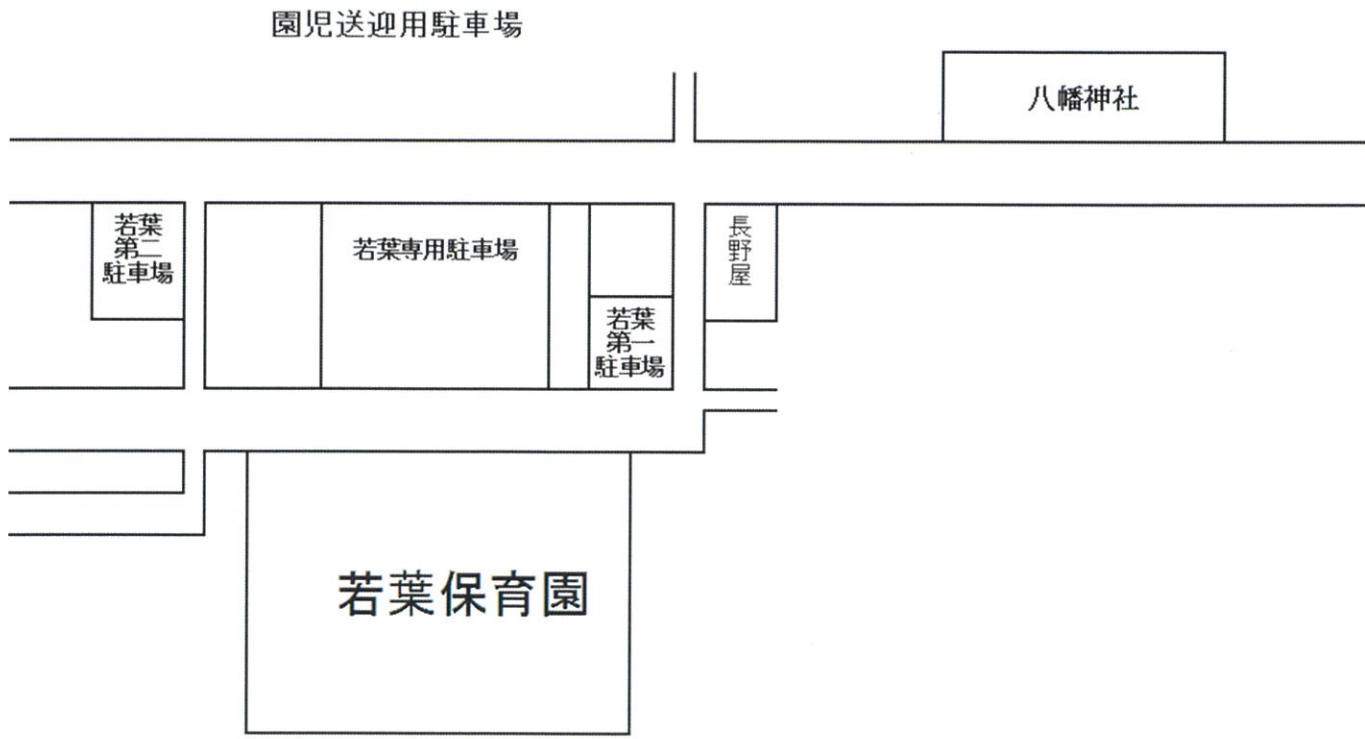 園児送迎用駐車場
八幡神社
若葉
第二
駐車場
若葉専用駐車場
長野屋
若葉
第一
駐車場
若葉保育園